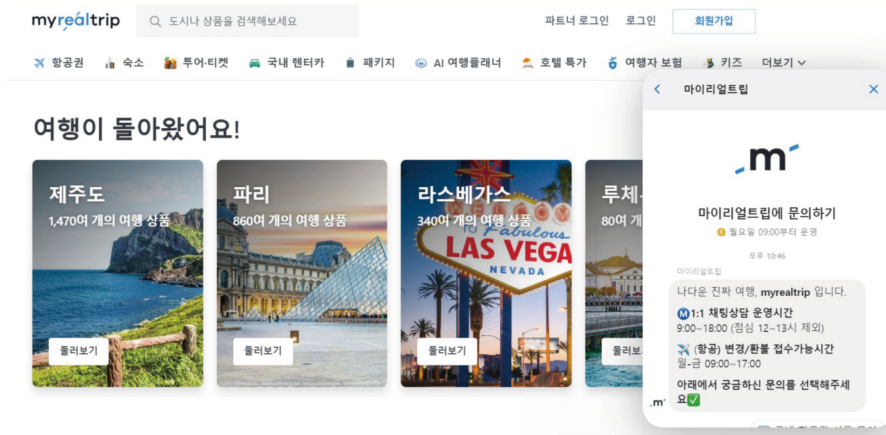 myrealtrip
도시나 상품을 검색해보세요
파트너 로그인
로그인
회원가입
항공권
숙소
투어·티켓
국내 렌터카
패키지
AI 여행플래너
호텔 특가
여행자 보험
키즈
더보기
여행이 돌아왔어요!
제주도
1,470여 개의 여행 상품
둘러보기
파리
860여 개의 여행 상품
둘러보기
라스베가스
340여 개의 여행 상품
WELCOME
TO Fabulous
LAS VEGA
NEVADA
둘러보기
루체
80여 개의
둘러보
마이리얼트립
m
마이리얼트립에 문의하기
월요일 09:00부터 운영
오후 10:46
마이리얼트립
나다운 진짜 여행, myrealtrip 입니다.
Ⓜ1:1 채팅상담 운영시간
9:00~18:00 (점심 12~13시 제외)
✈️ (항공) 변경/환불 접수가능시간
월-금 09:00~17:00
아래에서 궁금하신 문의를 선택해주세
요✅
m